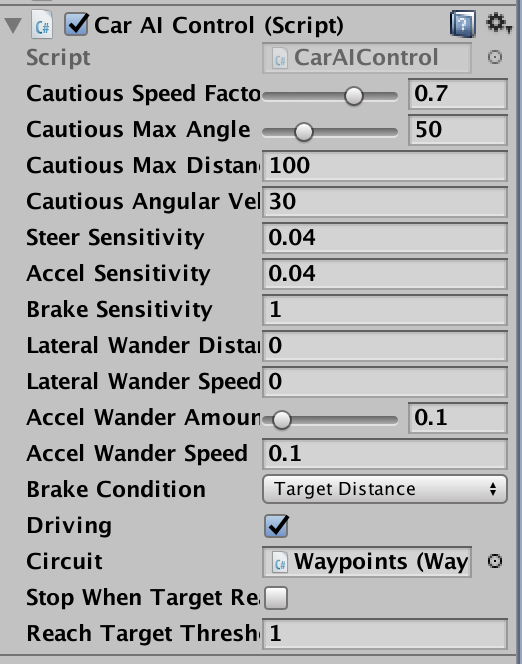 Car AI Control (Script)
Script CarAIControl
Cautious Speed Facto 0.7
Cautious Max Angle 50
Cautious Max Distan 100
Cautious Angular Vel 30
Steer Sensitivity 0.04
Accel Sensitivity 0.04
Brake Sensitivity 1
Lateral Wander Distan 0
Lateral Wander Speed 0
Accel Wander Amoun 0.1
Accel Wander Speed 0.1
Brake Condition Target Distance
Driving
Circuit Waypoints (Way
Stop When Target Rea
Reach Target Thresh 1